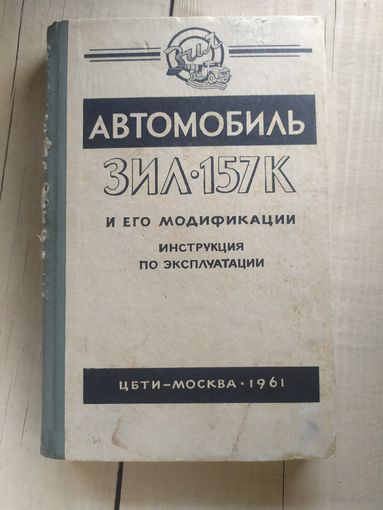 ЗИЛ
АВТОМОБИЛЬ
ЗИЛ·157К
И ЕГО МОДИФИКАЦИИ
ИНСТРУКЦИЯ
ПО ЭКСПЛУАТАЦИИ
ЦБТИ–МОСКВА·1961